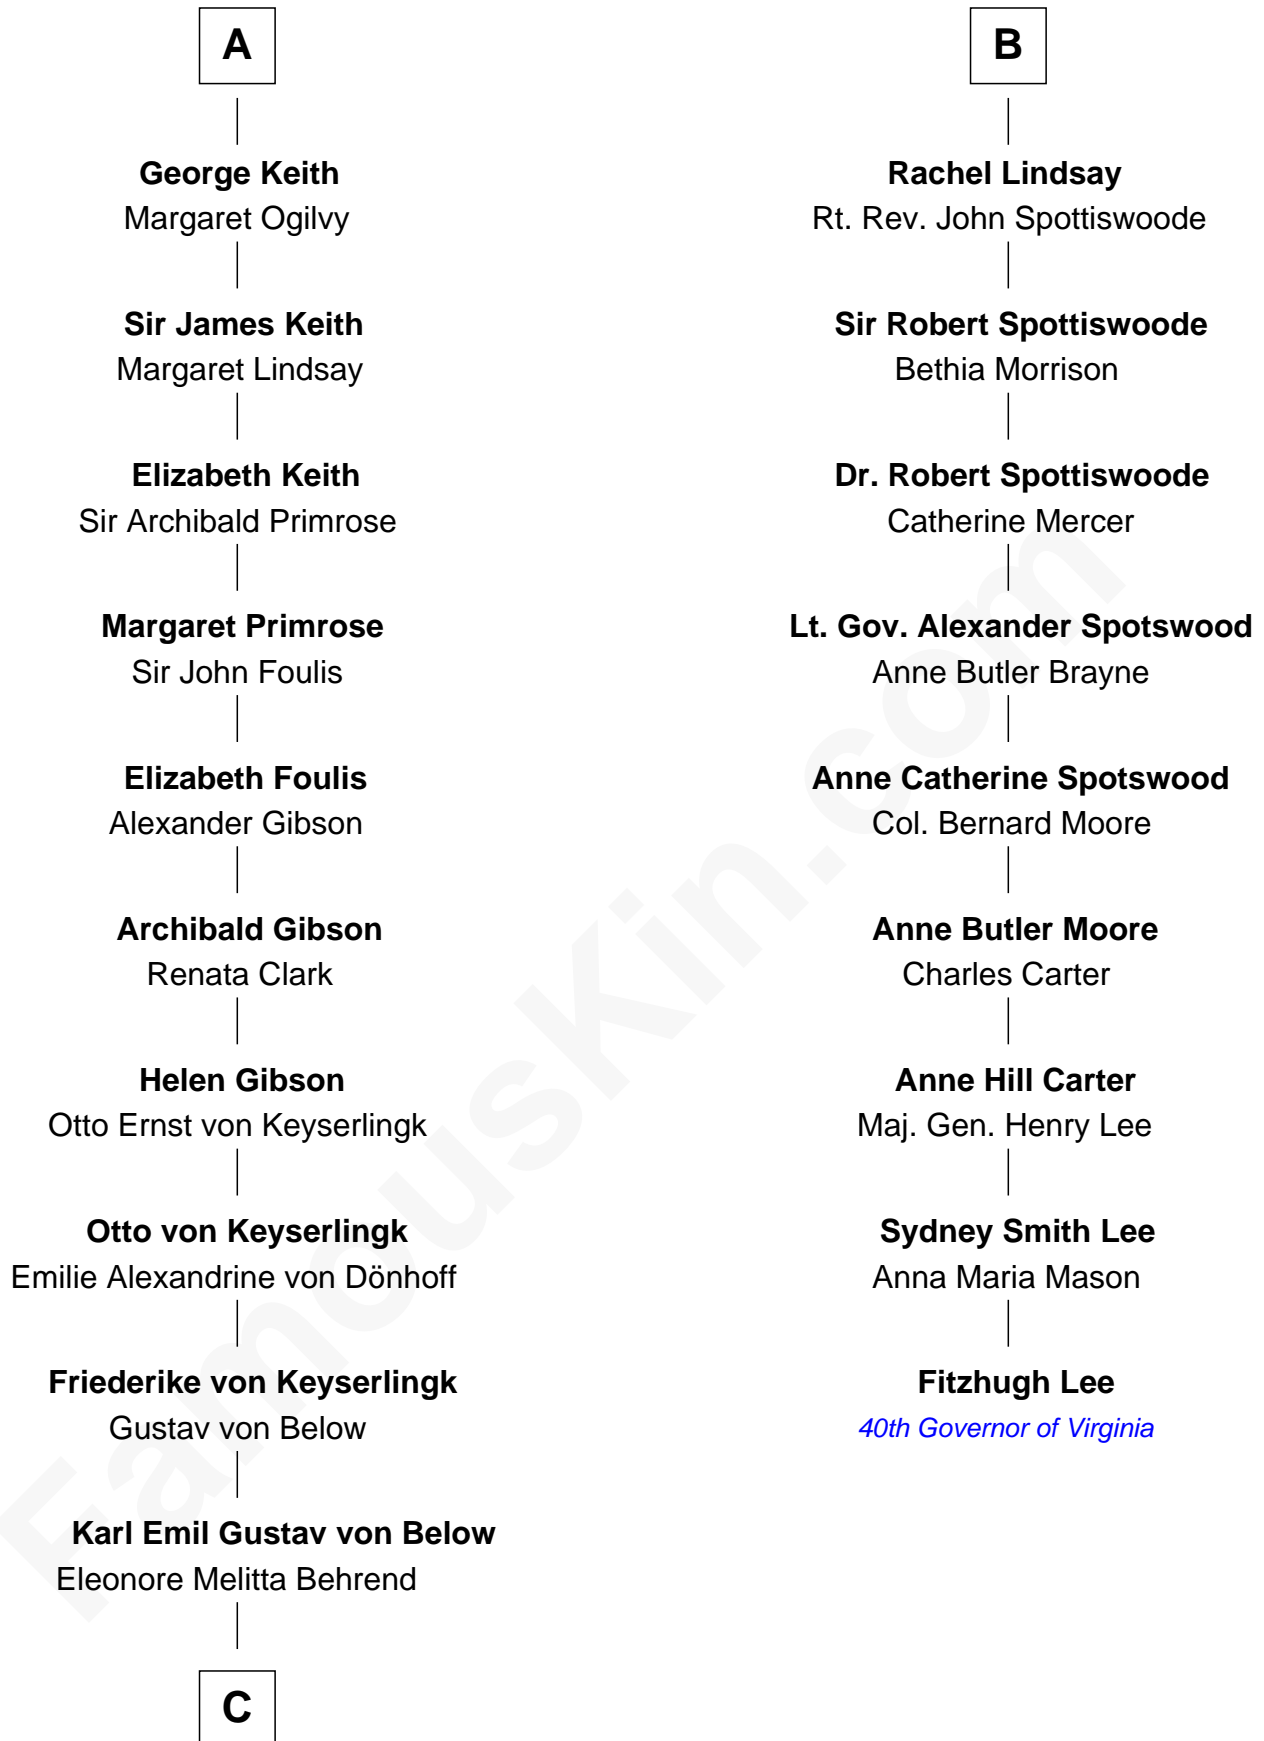 A
George Keith
Margaret Ogilvy
Sir James Keith
Margaret Lindsay
Elizabeth Keith
Sir Archibald Primrose
Margaret Primrose
Sir John Foulis
Elizabeth Foulis
Alexander Gibson
Archibald Gibson
Renata Clark
Helen Gibson
Otto Ernst von Keyserlingk
Otto von Keyserlingk
Emilie Alexandrine von Dönhoff
Friederike von Keyserlingk
Gustav von Below
Karl Emil Gustav von Below
Eleonore Melitta Behrend
C
B
Rachel Lindsay
Rt. Rev. John Spottiswoode
Sir Robert Spottiswoode
Bethia Morrison
Dr. Robert Spottiswoode
Catherine Mercer
Lt. Gov. Alexander Spotswood
Anne Butler Brayne
Anne Catherine Spotswood
Col. Bernard Moore
Anne Butler Moore
Charles Carter
Anne Hill Carter
Maj. Gen. Henry Lee
Sydney Smith Lee
Anna Maria Mason
Fitzhugh Lee
40th Governor of Virginia
FamousKin.com